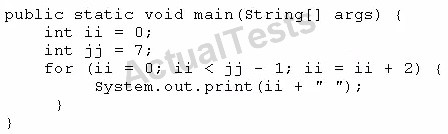 public static void main(String[] args) {
int ii = 0;
int jj = 7;
for (ii = 0; ii < jj - 1; ii = ii + 2) {
System.out.print(ii + " ");
}
}
ActualTests